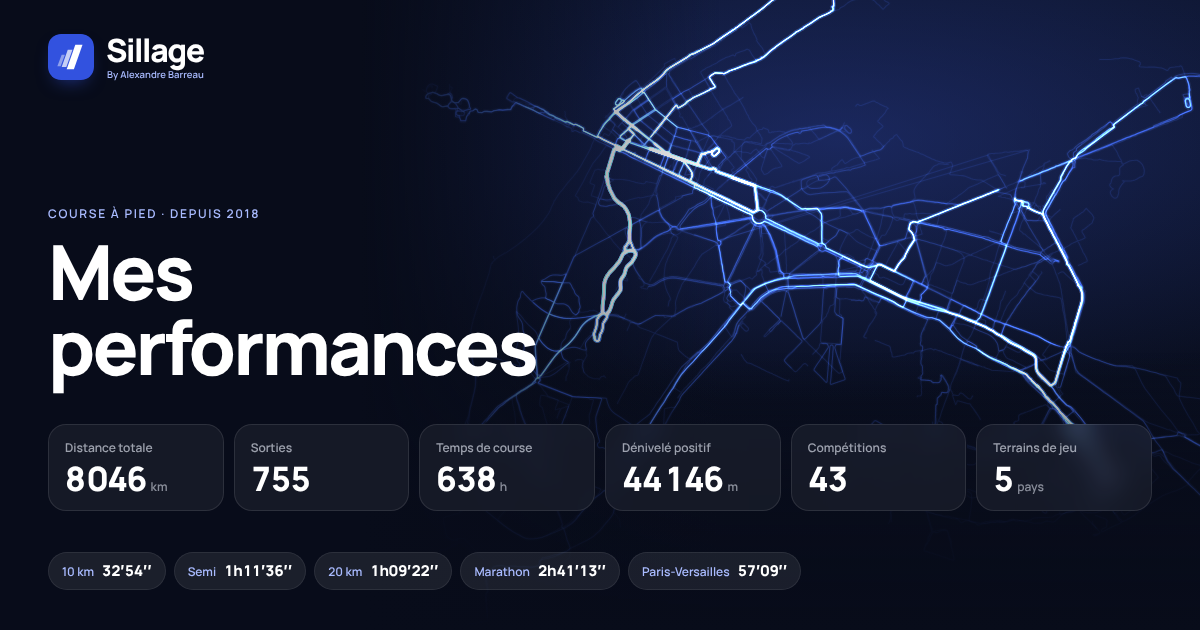 Sillage
By Alexandre Barreau
COURSE À PIED · DEPUIS 2018
Mes
performances
Distance totale
8 046 km
Sorties
755
Temps de course
638 h
Dénivelé positif
44 146 m
Compétitions
43
Terrains de jeu
5 pays
10 km 32′54″
Semi 1h11′36″
20 km 1h09′22″
Marathon 2h41′13″
Paris-Versailles 57′09″